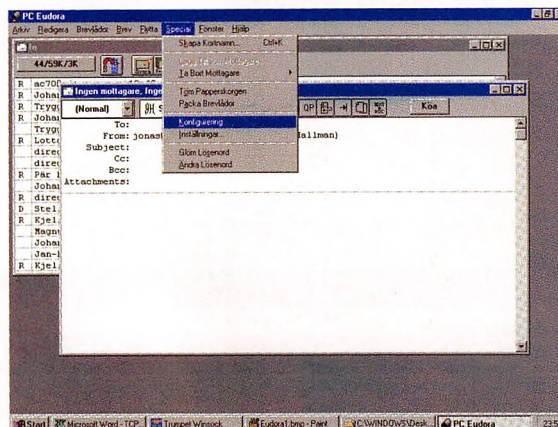 PC Eudora
Arkiv Redigera Brevlådor Brev Flytta Special Fönster Hjälp
In
44/59K/3K
Skapa Kortnamn... Ctrl+K
Ta Bort Mottagare
Töm Papperskorgen
Packa Brevlådor
Konfigurering
Inställningar...
Glöm Lösenord
Ändra Lösenord
R ac700
R Johan
R Trygg
R Johan
Trygg
R Lotta
direc
direc
R Pär
Johan
R direc
D Stel
R Kjel
Magnu
Johan
Jan-
R Kjel
Ingen mottagare, Inge
(Normal) QP Köa
To:
From: jonas Hallman)
Subject:
Cc:
Bcc:
Attachments:
Start Microsoft Word - TCP Trumpet Winsock Eudora1.bmp - Paint C:\WINDOWS\Desk PC Eudora